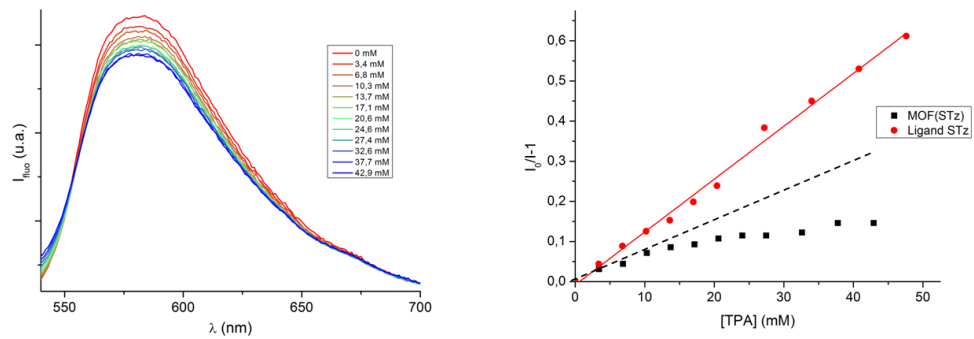 I_fluo (u.a.)
0 mM
3,4 mM
6,8 mM
10,3 mM
13,7 mM
17,1 mM
20,6 mM
24,6 mM
27,4 mM
32,6 mM
37,7 mM
42,9 mM
550 600 650 700
λ (nm)
I₀/I-1
0,6
0,5
0,4
0,3
0,2
0,1
0,0
MOF(STz)
Ligand STz
0 10 20 30 40 50
[TPA] (mM)